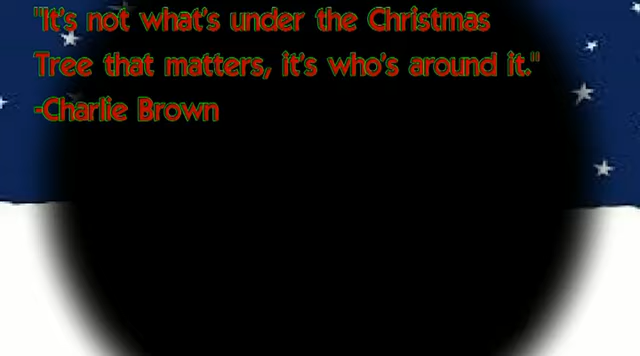 "It's not what's under the Christmas
Tree that matters, it's who's around it."
-Charlie Brown